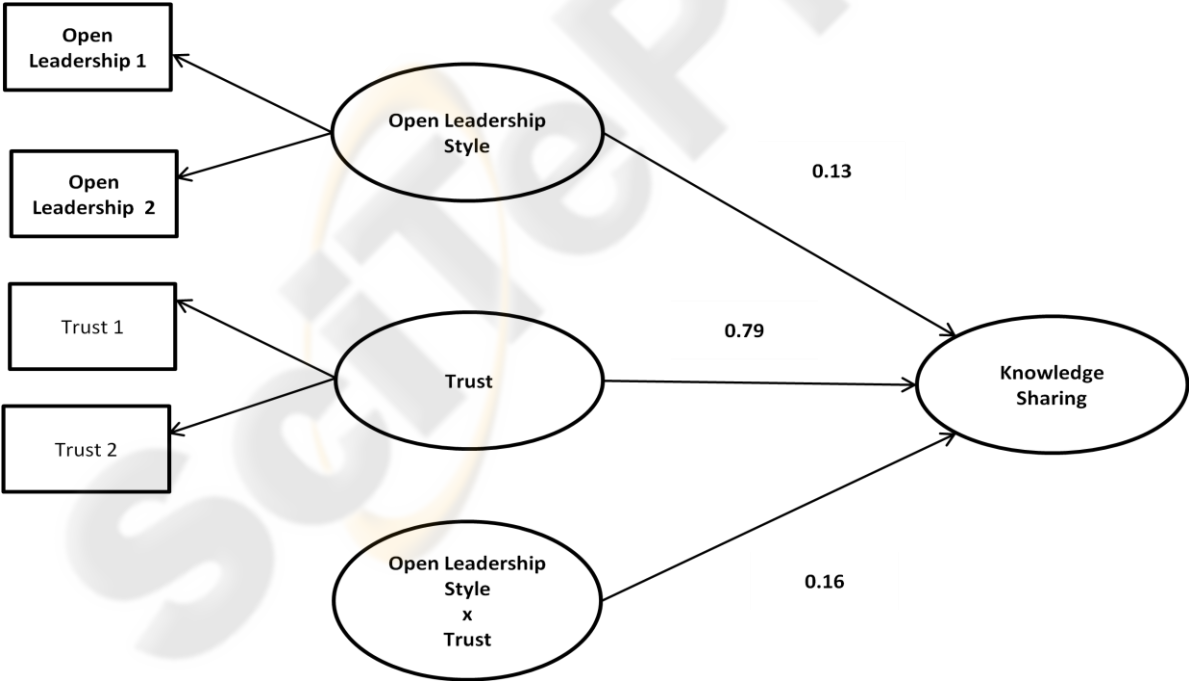 Open
Leadership 1
Open
Leadership 2
Trust 1
Trust 2
Open Leadership
Style
Trust
Open Leadership
Style
x
Trust
0.13
0.79
0.16
Knowledge
Sharing